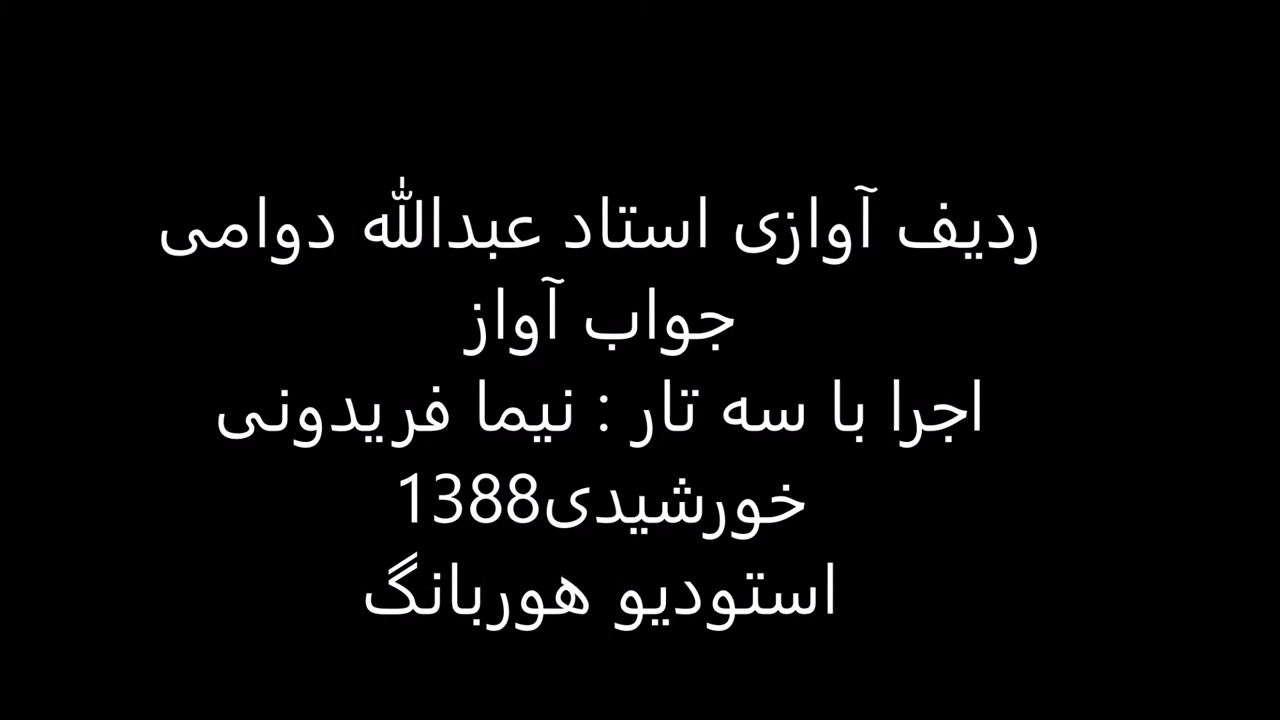 ردیف آوازی استاد عبدالله دوامی
جواب آواز
اجرا با سه تار : نیما فریدونی
خورشیدی1388
استودیو هوربانگ